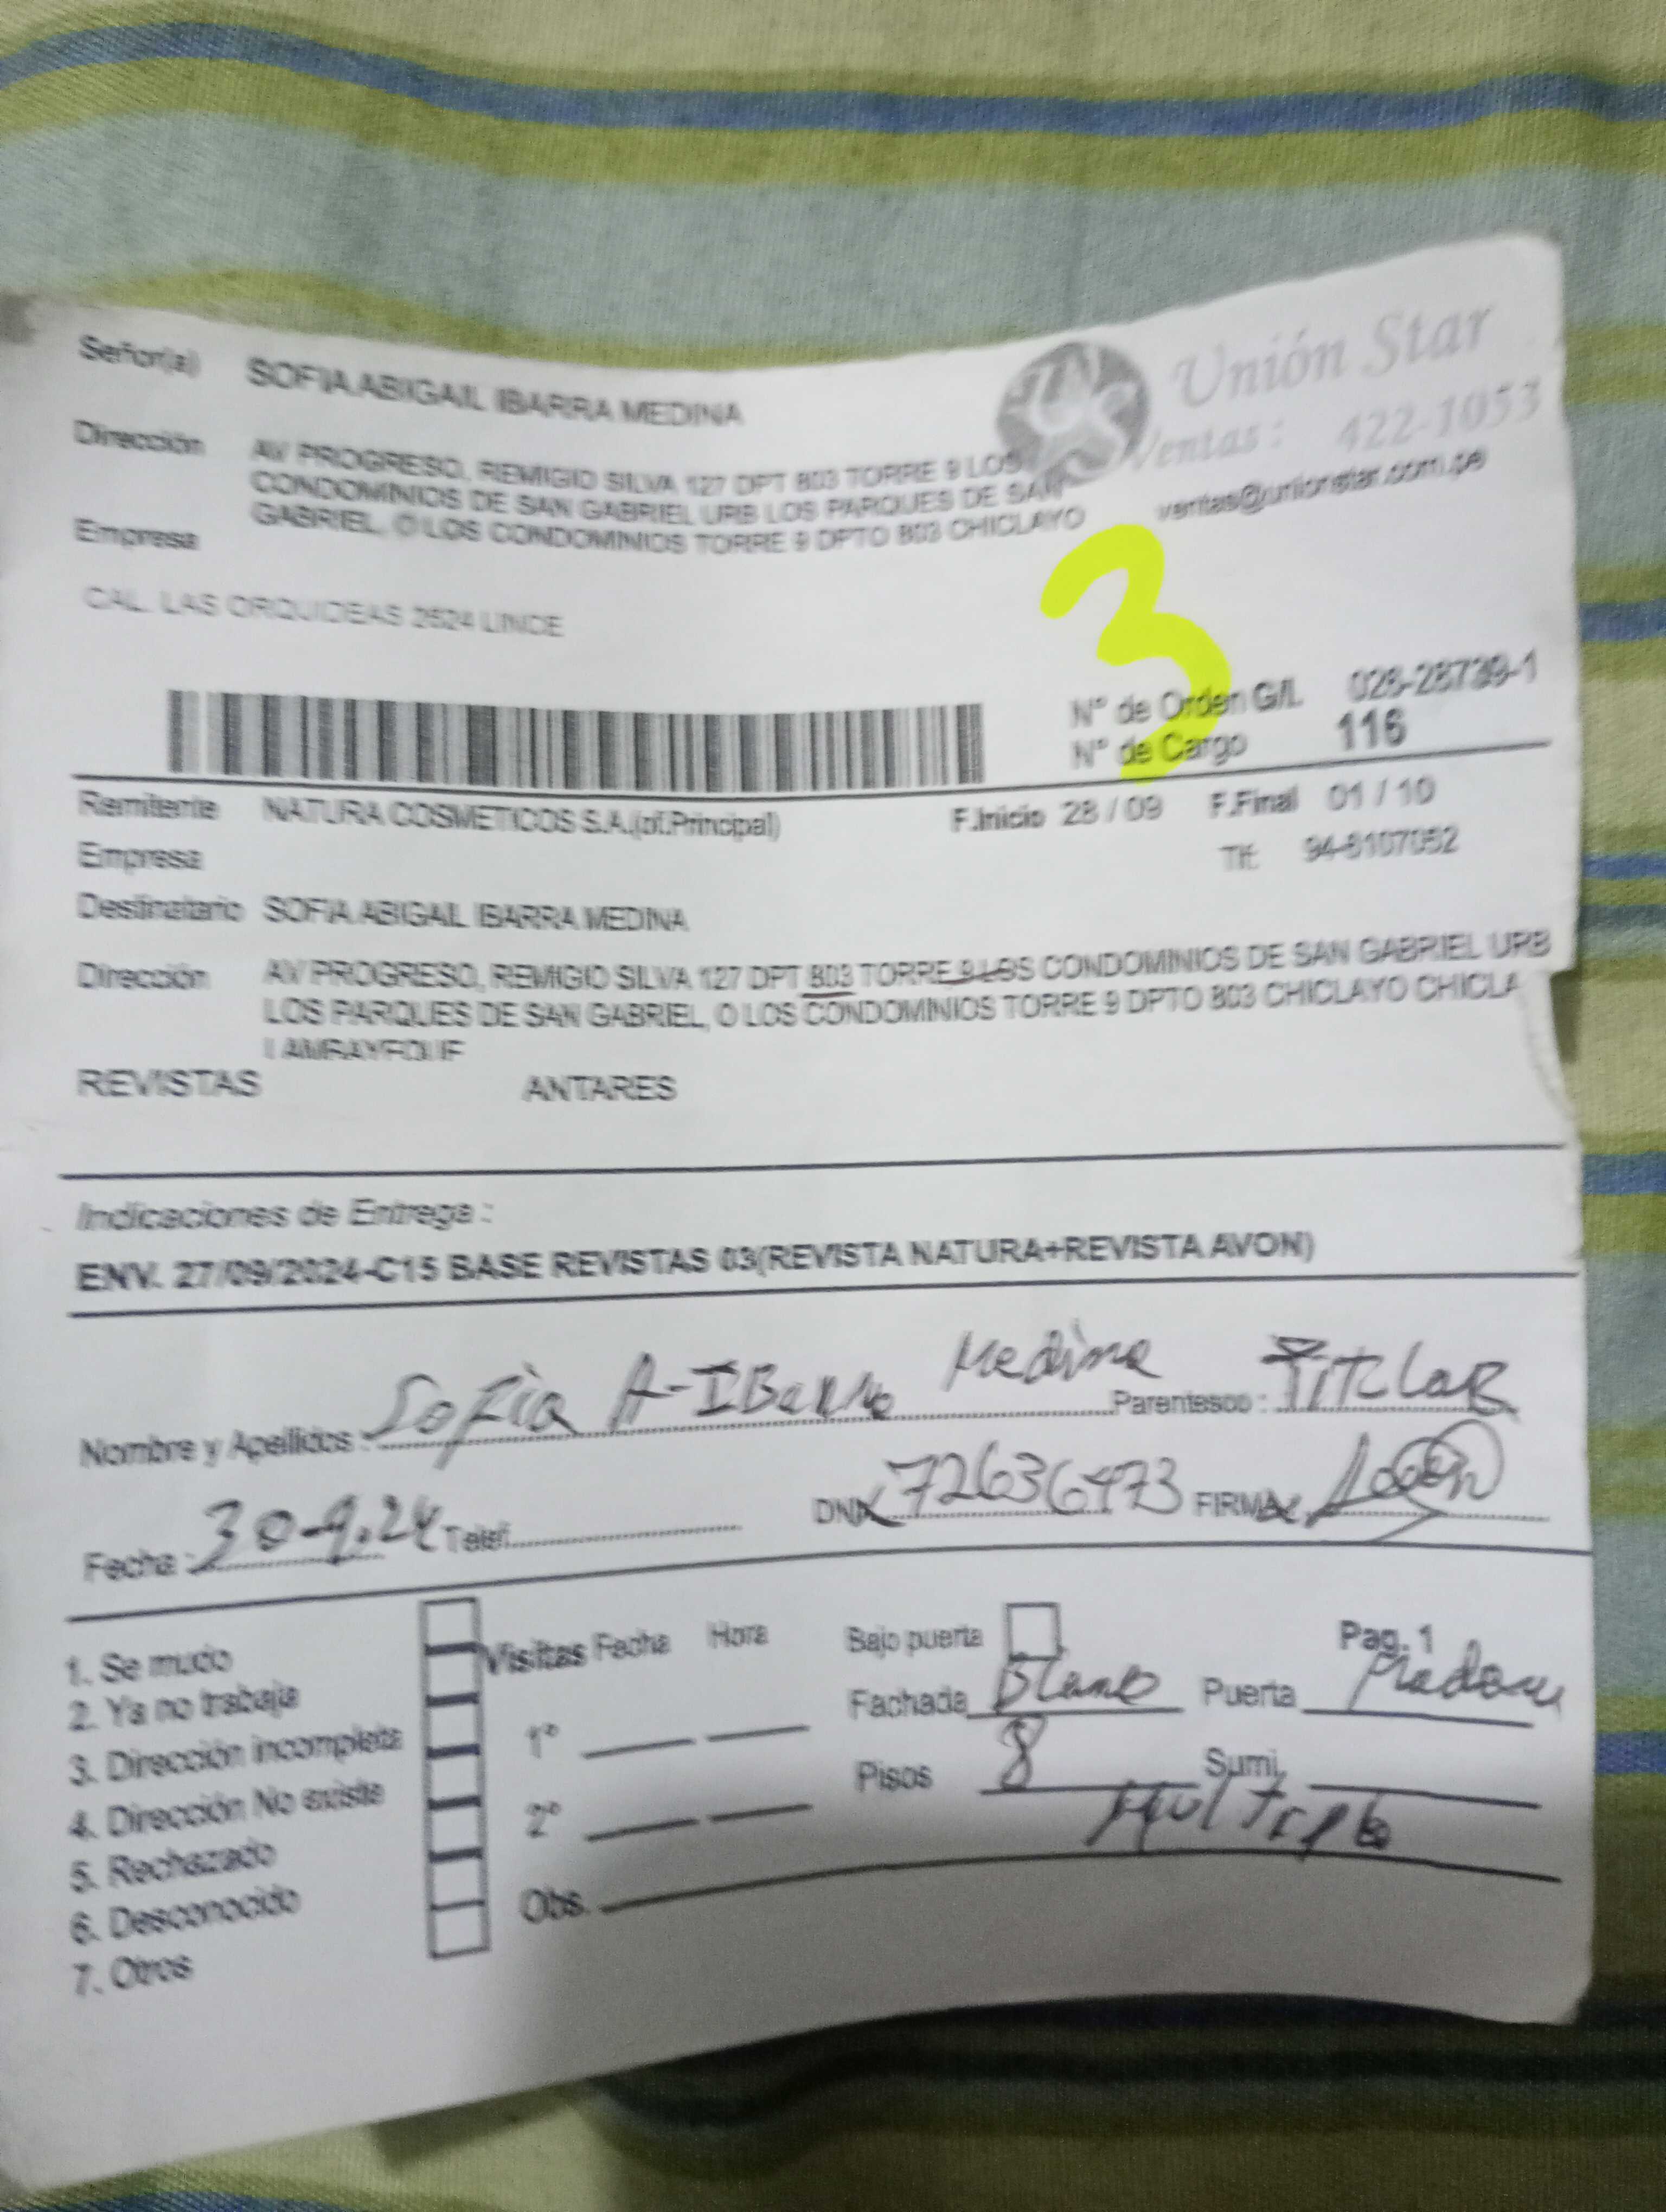 Señor(a) SOFIA ABIGAIL IBARRA MEDINA
Unión Star
Ventas: 422-1053
ventas@unionstar.com.pe
Dirección AV PROGRESO, REMIGIO SILVA 127 DPT 803 TORRE 9 LOS
CONDOMINIOS DE SAN GABRIEL URB LOS PARQUES DE SAN
GABRIEL, O LOS CONDOMINIOS TORRE 9 DPTO 803 CHICLAYO
Empresa
CAL. LAS ORQUIDEAS 2624 LINCE
3
N° de Orden G/L 026-28739-1
N° de Cargo 116
Remitente NATURA COSMETICOS S.A.(of.Principal) F.Inicio 28 / 09 F.Final 01 / 10
Empresa Tlf: 94-8107052
Destinatario SOFIA ABIGAIL IBARRA MEDINA
Dirección AV PROGRESO, REMIGIO SILVA 127 DPT 803 TORRE 9 LOS CONDOMINIOS DE SAN GABRIEL URB
LOS PARQUES DE SAN GABRIEL, O LOS CONDOMINIOS TORRE 9 DPTO 803 CHICLAYO CHICLA
LAMBAYEQUE
REVISTAS ANTARES
Indicaciones de Entrega :
ENV. 27/09/2024-C15 BASE REVISTAS 03(REVISTA NATURA+REVISTA AVON)
Nombre y Apellidos : Sofia A-IBarra Medina Parentesco : TiTular
Fecha : 30-9.24 Telef. DNI 72636473 FIRMA
1. Se mudo
2. Ya no trabaja
3. Dirección incompleta
4. Dirección No existe
5. Rechazado
6. Desconocido
7. Otros
Visitas Fecha Hora
1°
2°
Obs.
Bajo puerta Pag. 1
Fachada Blanco Puerta
Pisos 8 Sumi.